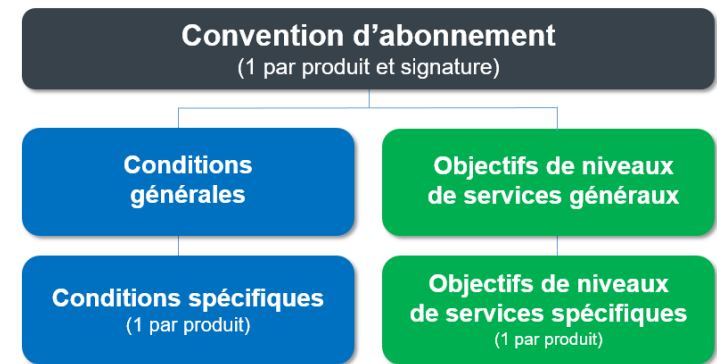 Convention d’abonnement
(1 par produit et signature)
Conditions
générales
Objectifs de niveaux
de services généraux
Conditions spécifiques
(1 par produit)
Objectifs de niveaux
de services spécifiques
(1 par produit)